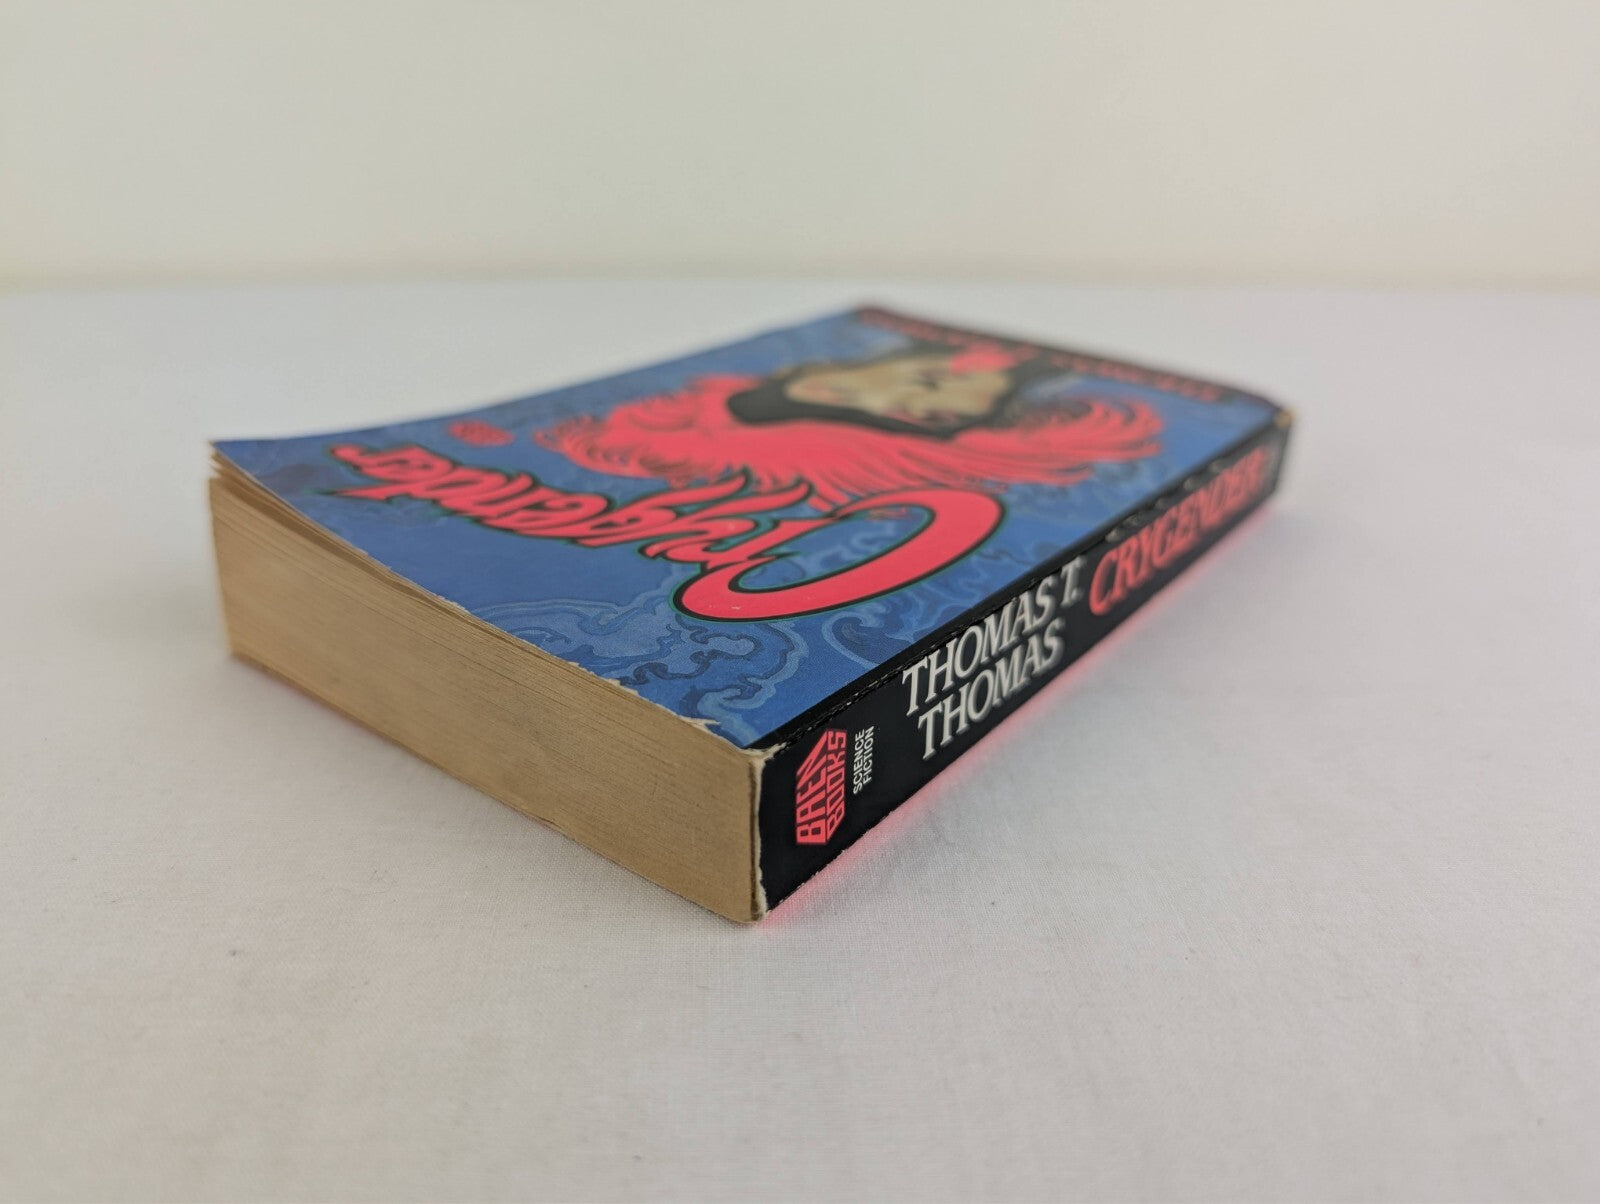 Crygender
BAEN
BOOKS
SCIENCE
FICTION
THOMAS T.
THOMAS
CRYGENDER